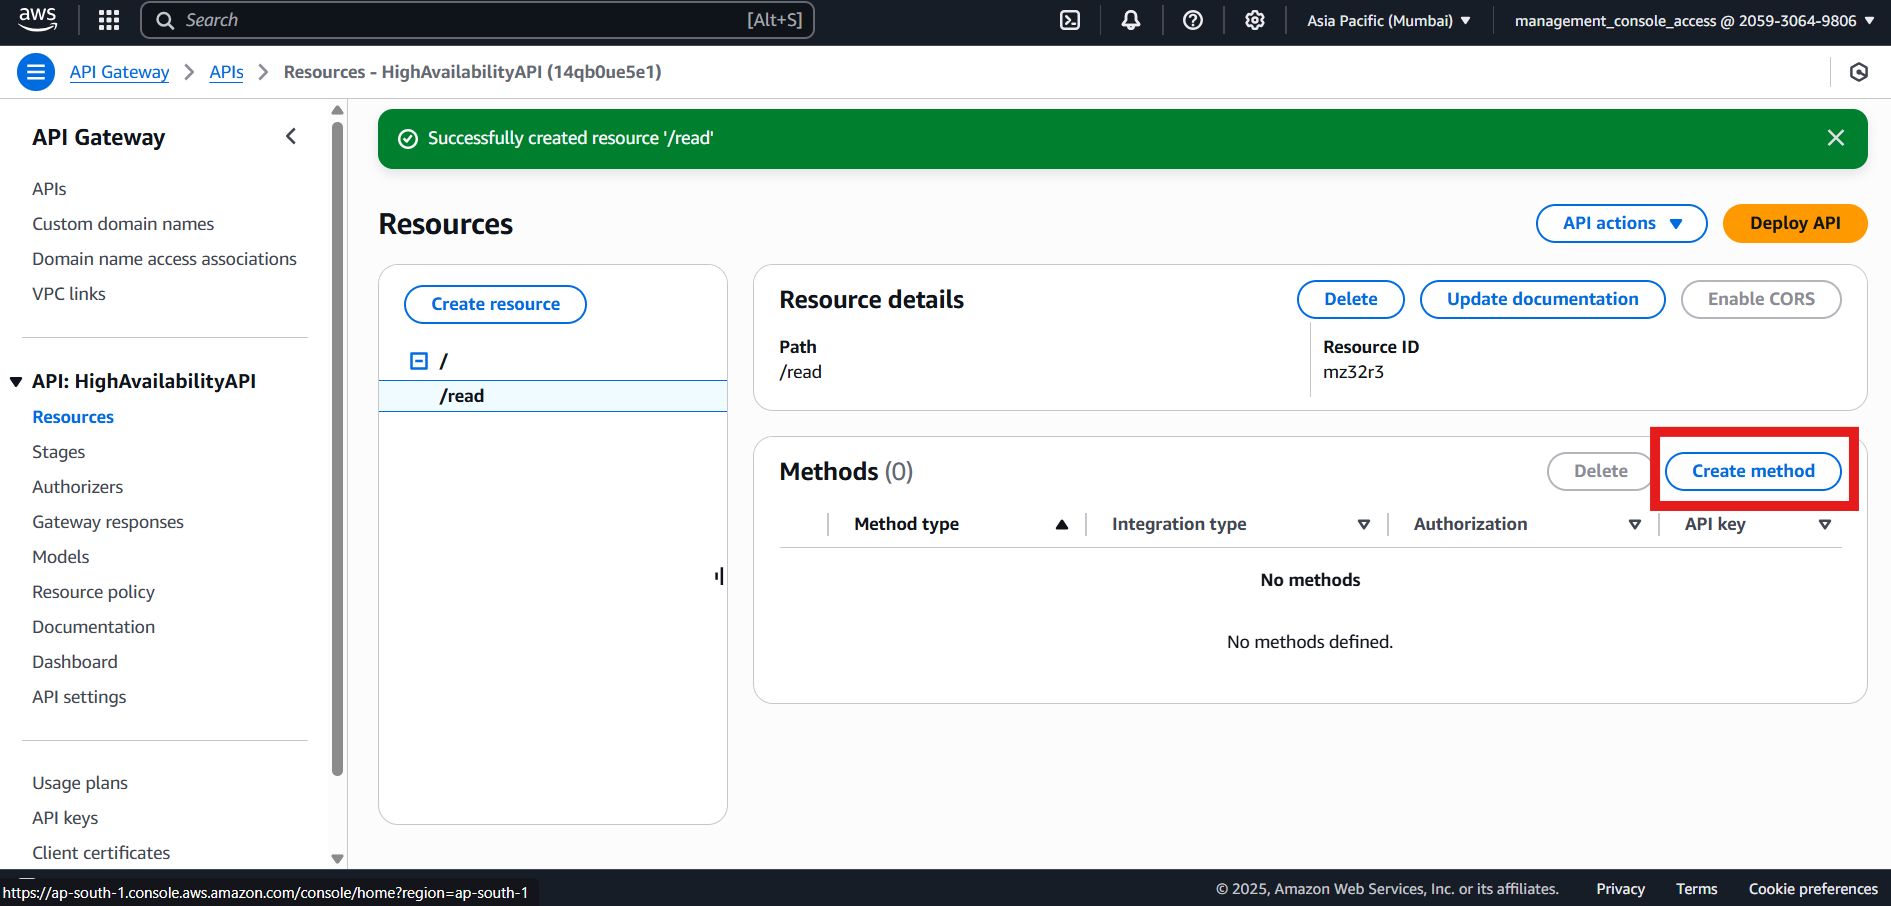 aws
Search [Alt+S]
Asia Pacific (Mumbai)
management_console_access @ 2059-3064-9806
API Gateway
APIs
Resources - HighAvailabilityAPI (14qb0ue5e1)
API Gateway
APIs
Custom domain names
Domain name access associations
VPC links
API: HighAvailabilityAPI
Resources
Stages
Authorizers
Gateway responses
Models
Resource policy
Documentation
Dashboard
API settings
Usage plans
API keys
Client certificates
Successfully created resource '/read'
Resources
API actions
Deploy API
Create resource
/
/read
Resource details
Delete
Update documentation
Enable CORS
Path
/read
Resource ID
mz32r3
Methods (0)
Delete
Create method
Method type
Integration type
Authorization
API key
No methods
No methods defined.
https://ap-south-1.console.aws.amazon.com/console/home?region=ap-south-1
© 2025, Amazon Web Services, Inc. or its affiliates.
Privacy
Terms
Cookie preferences